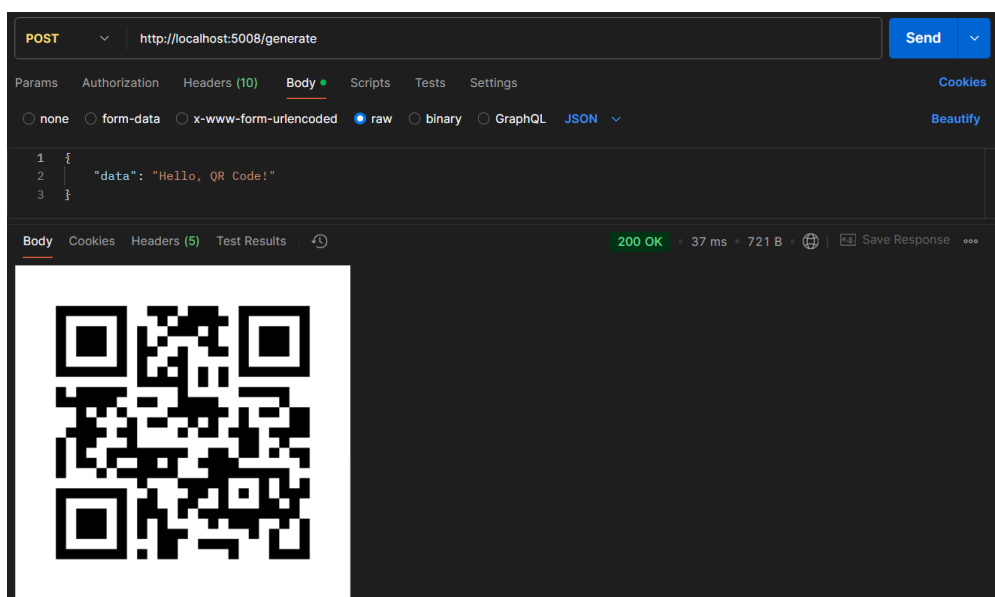 POST http://localhost:5008/generate Send
Params Authorization Headers (10) Body Scripts Tests Settings Cookies
none form-data x-www-form-urlencoded raw binary GraphQL JSON Beautify
1 {
2 "data": "Hello, QR Code!"
3 }
Body Cookies Headers (5) Test Results 200 OK 37 ms 721 B e.g. Save Response